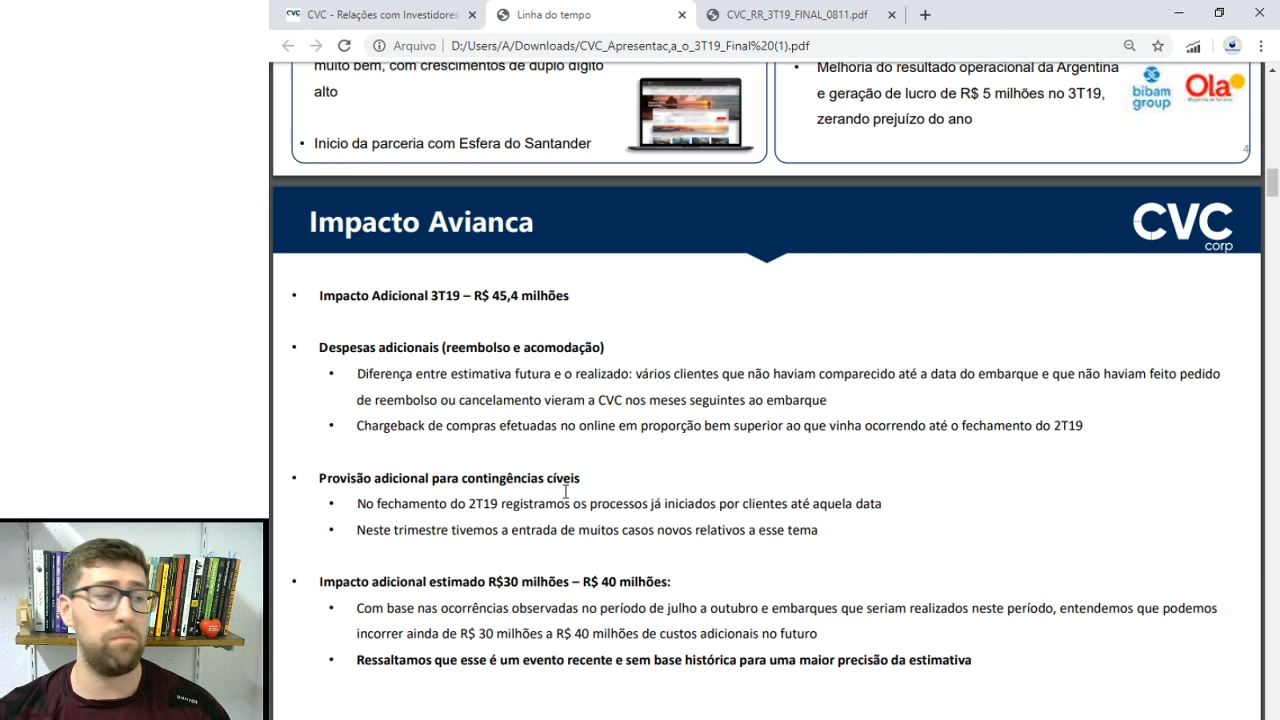 CVC - Relações com Investidores
Linha do tempo
CVC_RR_3T19_FINAL_0811.pdf
Arquivo
D:/Users/A/Downloads/CVC_Apresentac,a_o_3T19_Final%20(1).pdf
muito bem, com crescimentos de duplo dígito
alto
• Inicio da parceria com Esfera do Santander
• Melhoria do resultado operacional da Argentina
e geração de lucro de R$ 5 milhões no 3T19,
zerando prejuízo do ano
bibam
group
Ola
4
Impacto Avianca
CVC
corp
• Impacto Adicional 3T19 – R$ 45,4 milhões
• Despesas adicionais (reembolso e acomodação)
• Diferença entre estimativa futura e o realizado: vários clientes que não haviam comparecido até a data do embarque e que não haviam feito pedido
de reembolso ou cancelamento vieram a CVC nos meses seguintes ao embarque
• Chargeback de compras efetuadas no online em proporção bem superior ao que vinha ocorrendo até o fechamento do 2T19
• Provisão adicional para contingências cíveis
• No fechamento do 2T19 registramos os processos já iniciados por clientes até aquela data
• Neste trimestre tivemos a entrada de muitos casos novos relativos a esse tema
• Impacto adicional estimado R$30 milhões – R$ 40 milhões:
• Com base nas ocorrências observadas no período de julho a outubro e embarques que seriam realizados neste período, entendemos que podemos
incorrer ainda de R$ 30 milhões a R$ 40 milhões de custos adicionais no futuro
• Ressaltamos que esse é um evento recente e sem base histórica para uma maior precisão da estimativa